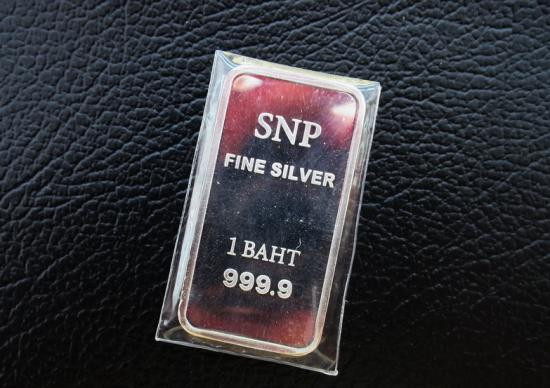 SNP
FINE SILVER
1 BAHT
999.9